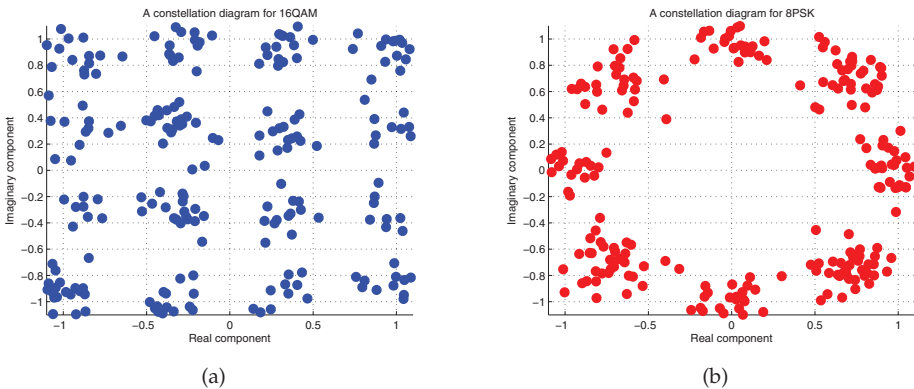 A constellation diagram for 16QAM
Imaginary component
1
0.8
0.6
0.4
0.2
0
−0.2
−0.4
−0.6
−0.8
−1
−1 −0.5 0 0.5 1
Real component
(a)
A constellation diagram for 8PSK
Imaginary component
1
0.8
0.6
0.4
0.2
0
−0.2
−0.4
−0.6
−0.8
−1
−1 −0.5 0 0.5 1
Real component
(b)